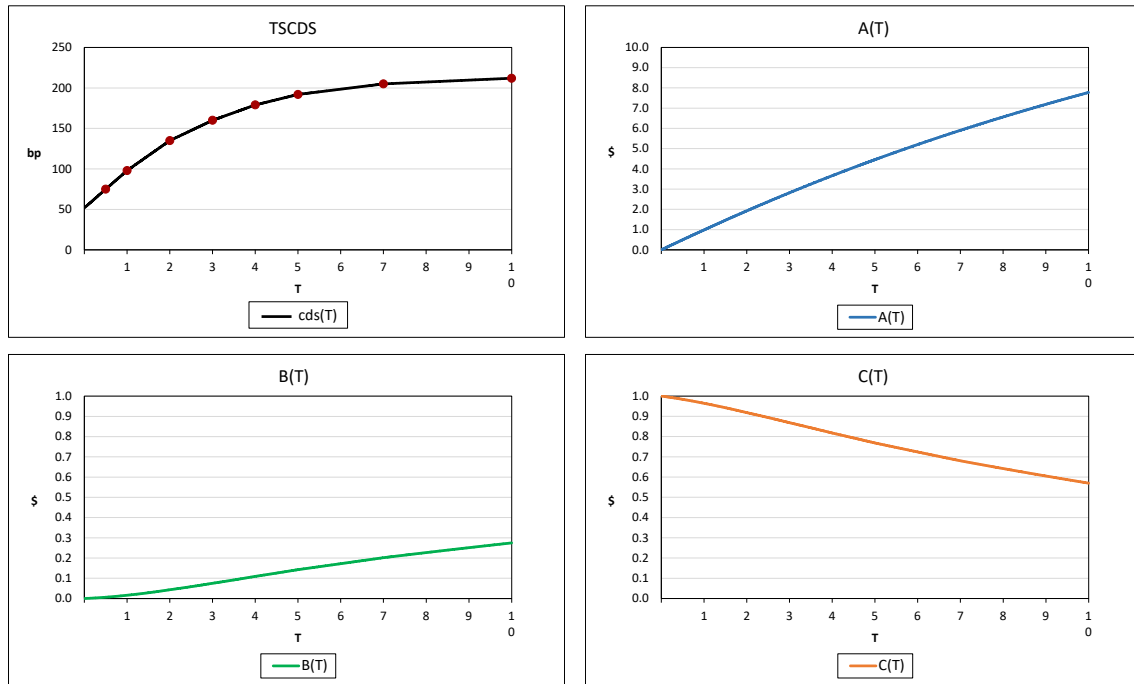 TSCDS
250
200
150
bp
100
50
0
1 2 3 4 5 6 7 8 9 1
0
T
cds(T)
A(T)
10.0
9.0
8.0
7.0
6.0
$
5.0
4.0
3.0
2.0
1.0
0.0
1 2 3 4 5 6 7 8 9 1
0
T
A(T)
B(T)
1.0
0.9
0.8
0.7
0.6
$
0.5
0.4
0.3
0.2
0.1
0.0
1 2 3 4 5 6 7 8 9 1
0
T
B(T)
C(T)
1.0
0.9
0.8
0.7
0.6
$
0.5
0.4
0.3
0.2
0.1
0.0
1 2 3 4 5 6 7 8 9 1
0
T
C(T)